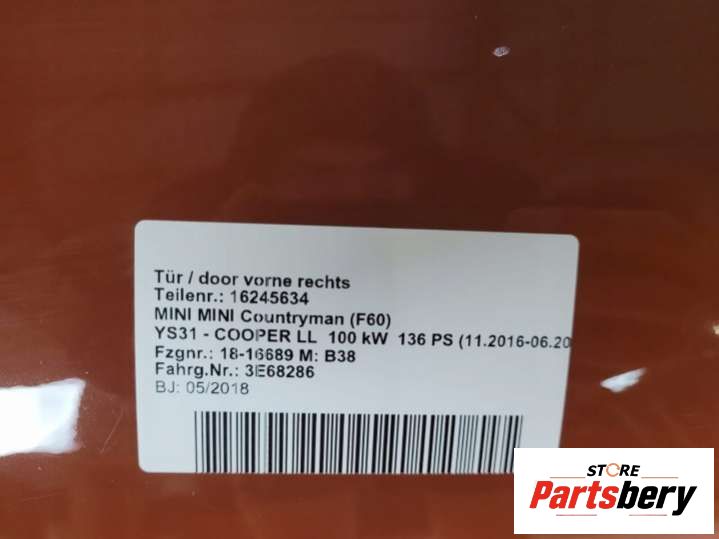 Tür / door vorne rechts
Teilenr.: 16245634
MINI MINI Countryman (F60)
YS31 - COOPER LL 100 kW 136 PS (11.2016-06.20
Fzgnr.: 18-16689 M: B38
Fahrg.Nr.: 3E68286
BJ: 05/2018
STORE
Partsbery